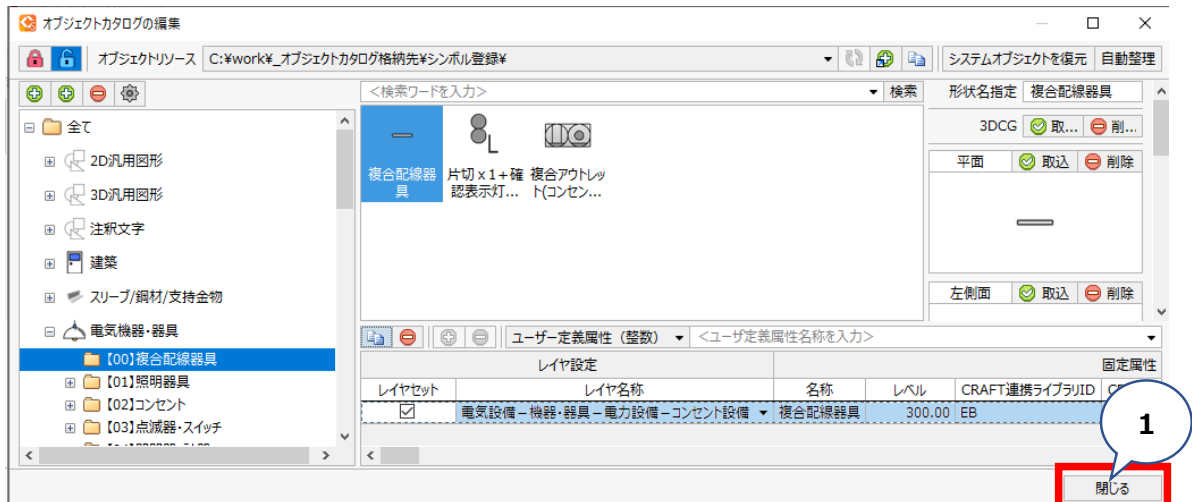 オブジェクトカタログの編集
オブジェクトリソース C:¥work¥_オブジェクトカタログ格納先¥シンボル登録¥ システムオブジェクトを復元 自動整理
<検索ワードを入力> 検索 形状名指定 複合配線器具
全て
2D汎用図形
3D汎用図形
注釈文字
建築
スリーブ/鋼材/支持金物
電気機器・器具
【00】複合配線器具
【01】照明器具
【02】コンセント
【03】点滅器・スイッチ
複合配線器具
片切×1+確認表示灯...
複合アウトレット(コンセン...
3DCG 取... 削...
平面 取込 削除
左側面 取込 削除
ユーザー定義属性（整数） <ユーザ定義属性名称を入力>
レイヤ設定 固定属性
レイヤセット レイヤ名称 名称 レベル CRAFT連携ライブラリID
電気設備－機器・器具－電力設備－コンセント設備 複合配線器具 300.00 EB
1
閉じる